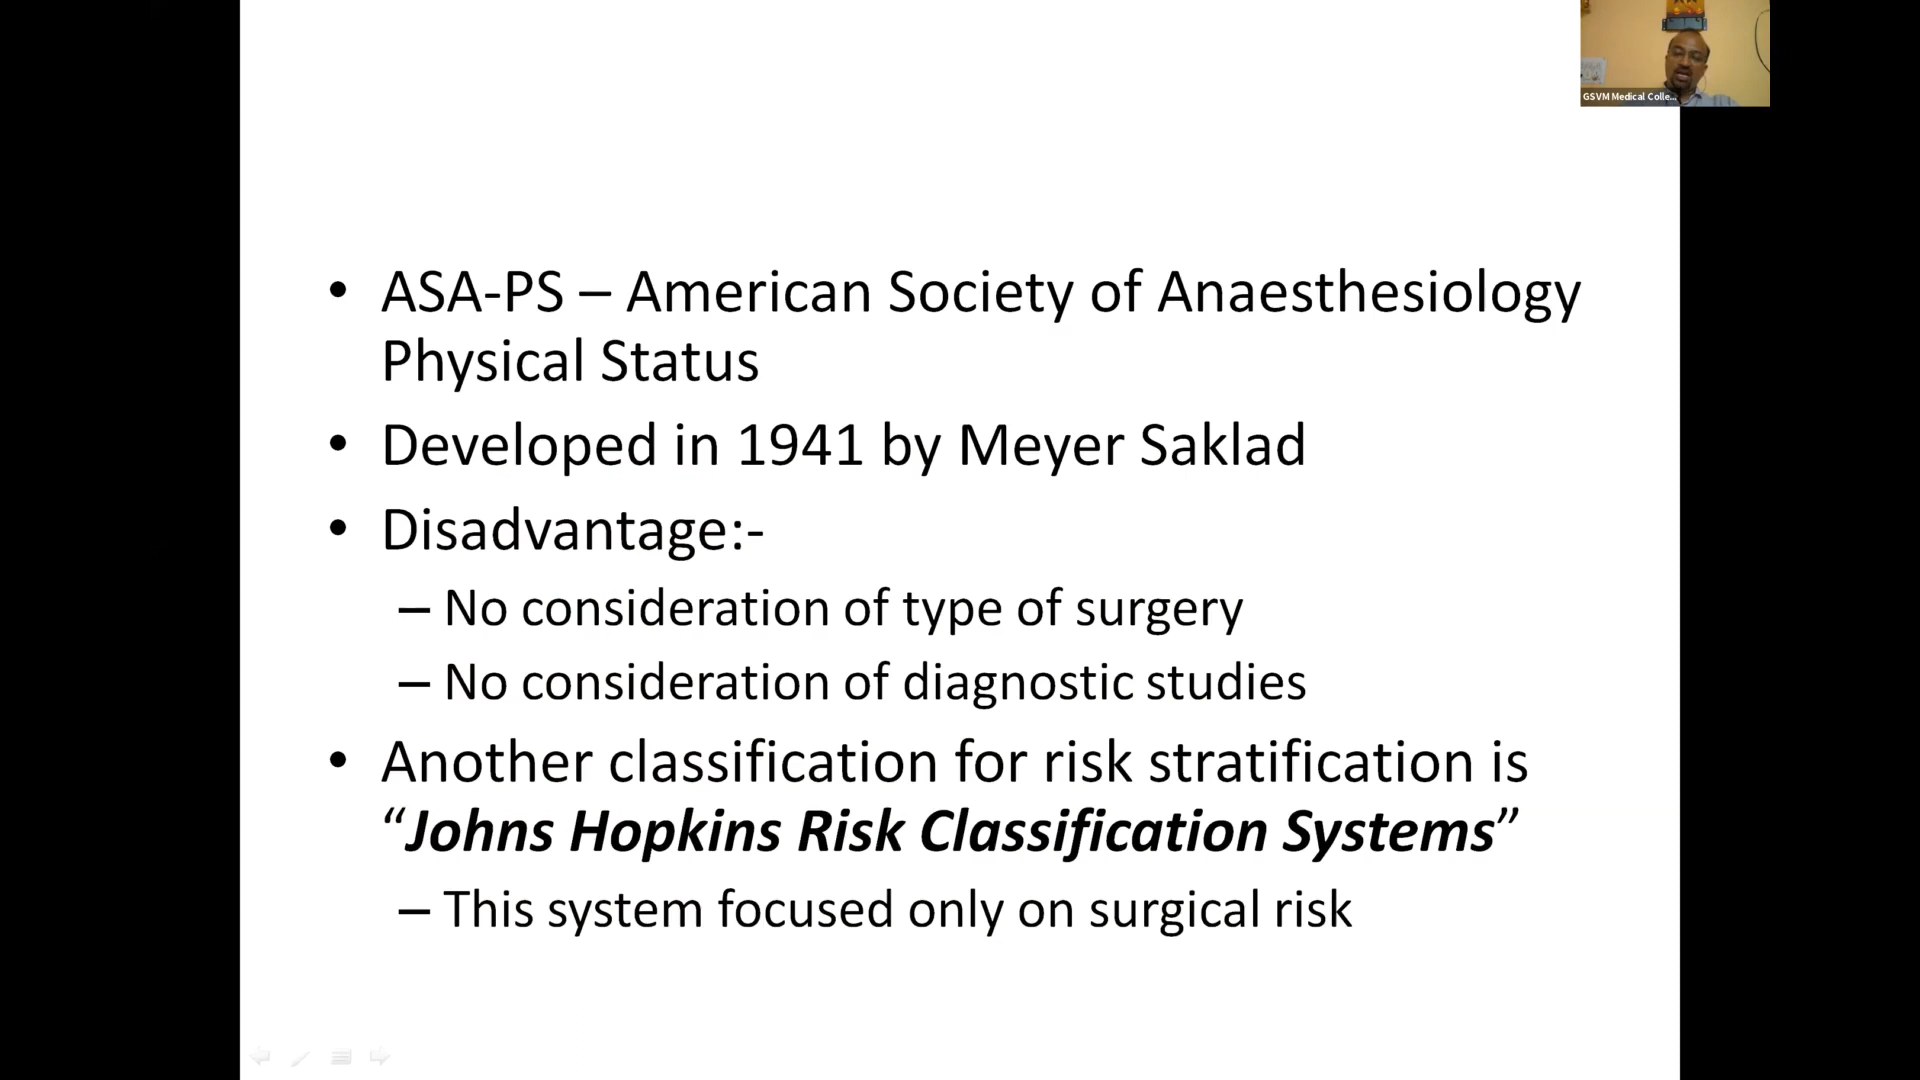 GSVM Medical Colle...
• ASA-PS – American Society of Anaesthesiology
Physical Status
• Developed in 1941 by Meyer Saklad
• Disadvantage:-
– No consideration of type of surgery
– No consideration of diagnostic studies
• Another classification for risk stratification is
“Johns Hopkins Risk Classification Systems”
– This system focused only on surgical risk